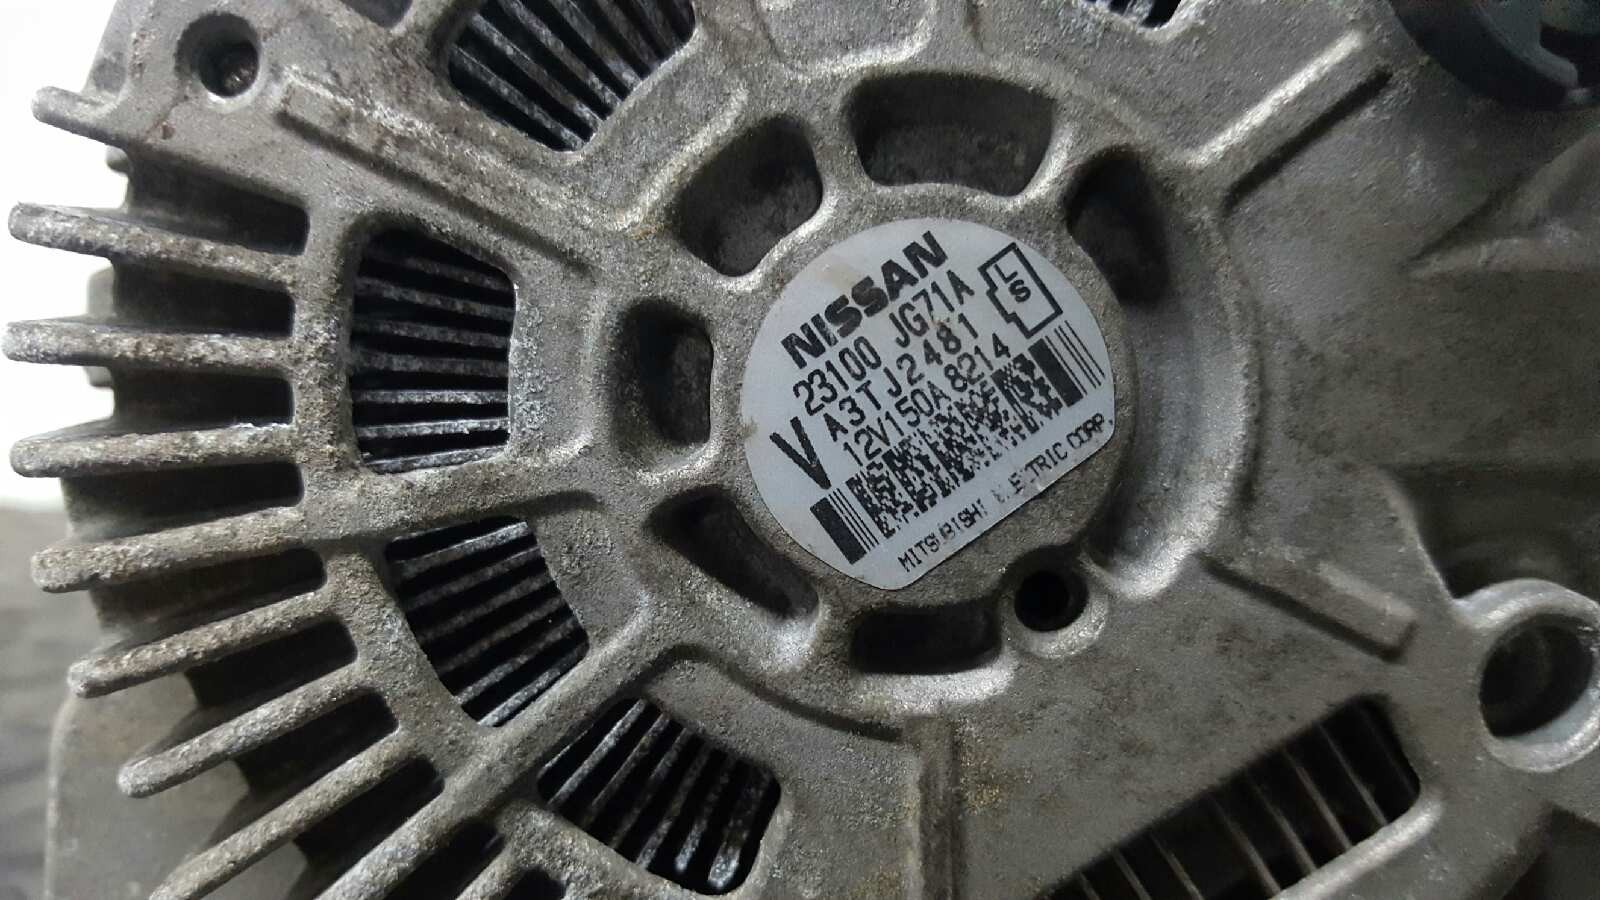 NISSAN
23100 JG71A
L
S
V A3TJ2481
12V150A 8214
MITSUBISHI ELECTRIC CORP.